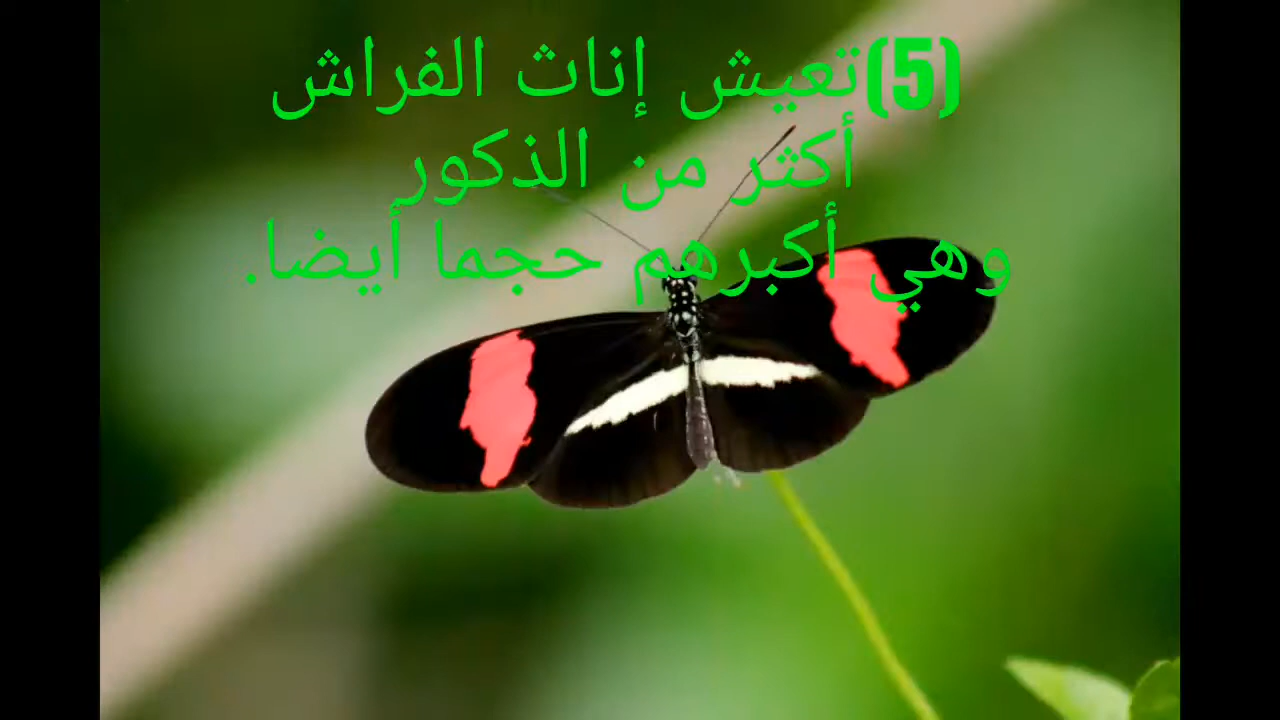 (5)تعيش إناث الفراش
أكثر من الذكور
وهي أكبرهم حجما أيضا.